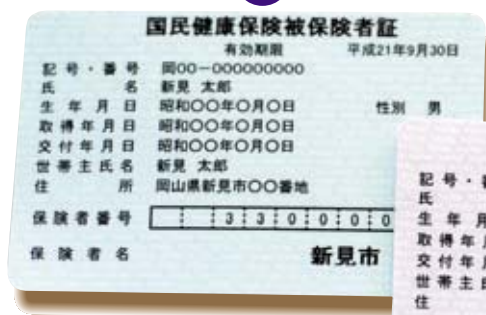 国民健康保険被保険者証
有効期限 平成21年9月30日
記号・番号 岡00-000000000
氏名 新見 太郎
生年月日 昭和〇〇年〇月〇日 性別 男
取得年月日 昭和〇〇年〇月〇日
交付年月日 昭和〇〇年〇月〇日
世帯主氏名 新見 太郎
住所 岡山県新見市〇〇番地
保険者番号 330000
保険者名 新見市
記号・番
氏
生年月
取得年
交付年
世帯主
住